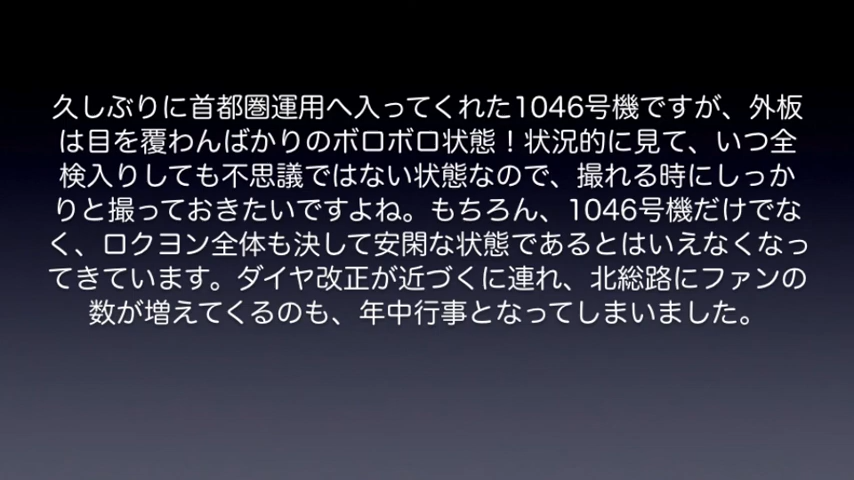 久しぶりに首都圏運用へ入ってくれた1046号機ですが、外板
は目を覆わんばかりのボロボロ状態！状況的に見て、いつ全
検入りしても不思議ではない状態なので、撮れる時にしっか
りと撮っておきたいですよね。もちろん、1046号機だけでな
く、ロクヨン全体も決して安閑な状態であるとはいえなくなっ
てきています。ダイヤ改正が近づくに連れ、北総路にファンの
数が増えてくるのも、年中行事となってしまいました。